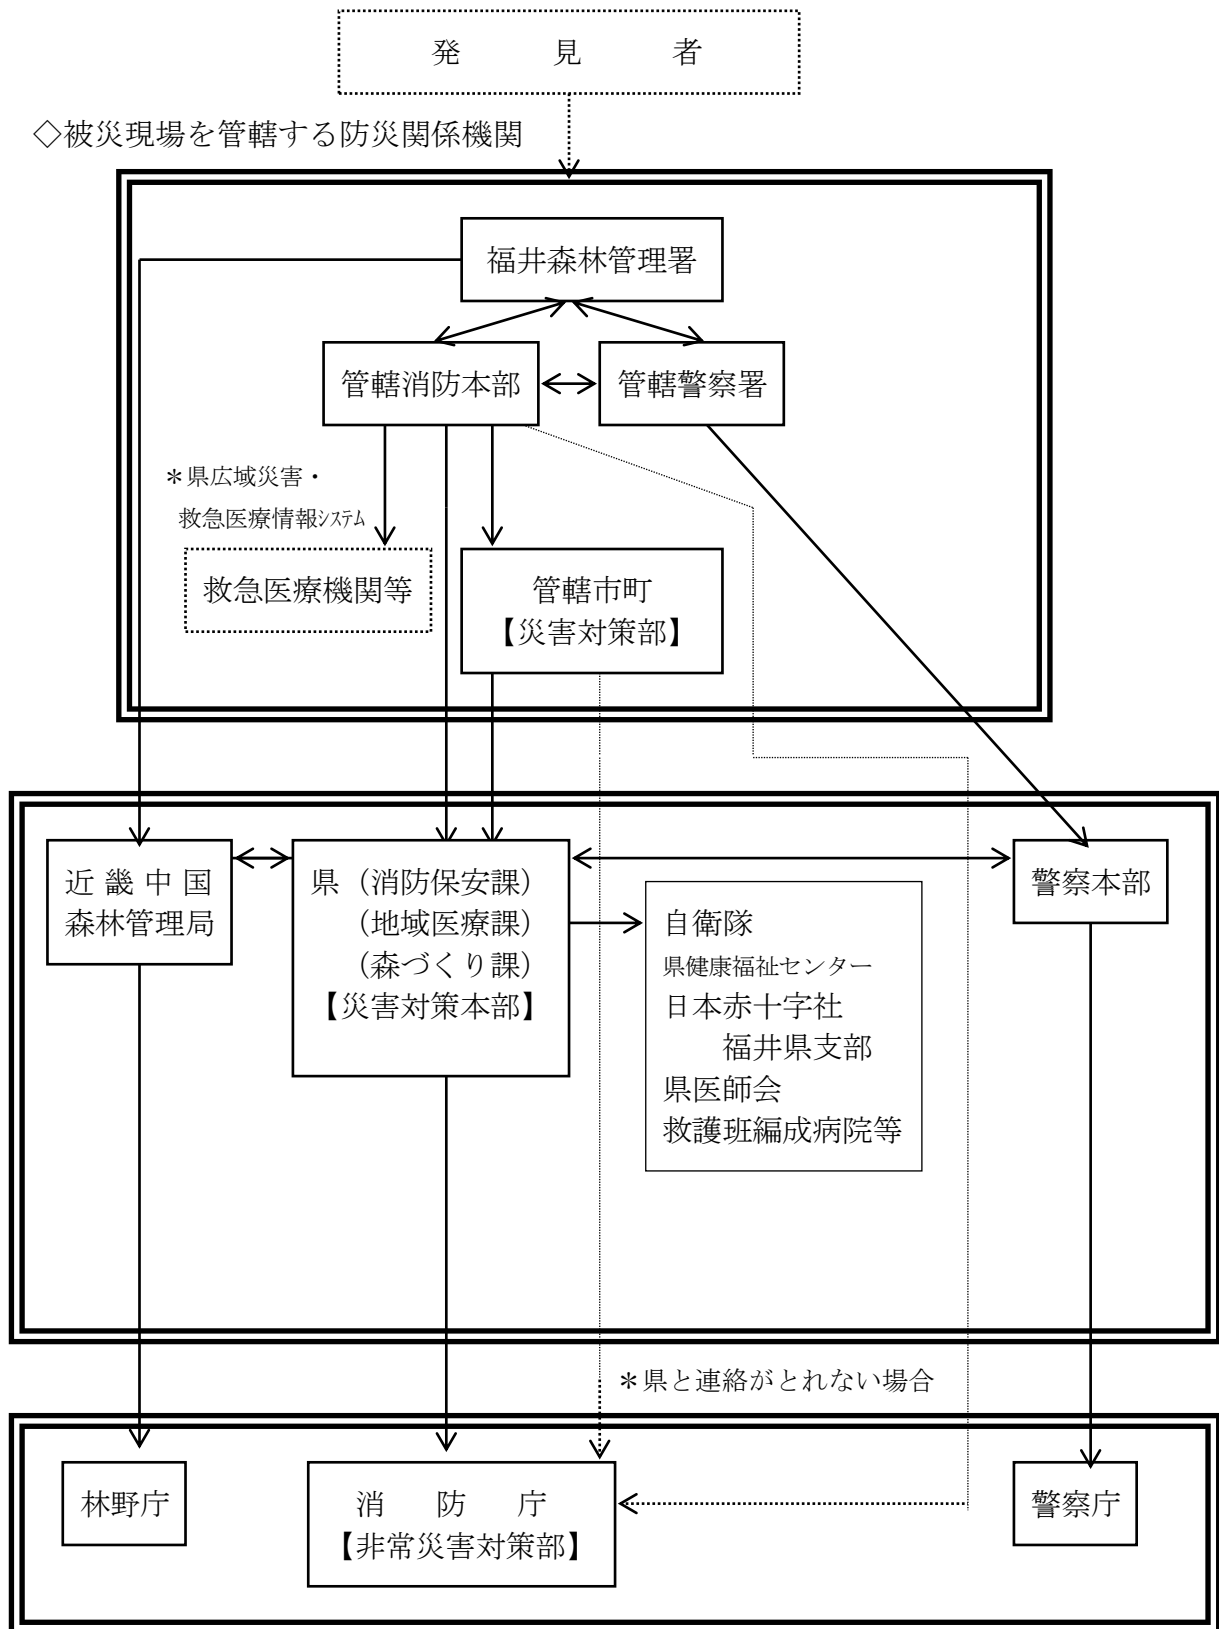 発　見　者
◇被災現場を管轄する防災関係機関
福井森林管理署
管轄消防本部
管轄警察署
＊県広域災害・
救急医療情報ｼｽﾃﾑ
救急医療機関等
管轄市町
【災害対策部】
近畿中国
森林管理局
県（消防保安課）
（地域医療課）
（森づくり課）
【災害対策本部】
自衛隊
県健康福祉センター
日本赤十字社
福井県支部
県医師会
救護班編成病院等
警察本部
＊県と連絡がとれない場合
林野庁
消　防　庁
【非常災害対策部】
警察庁